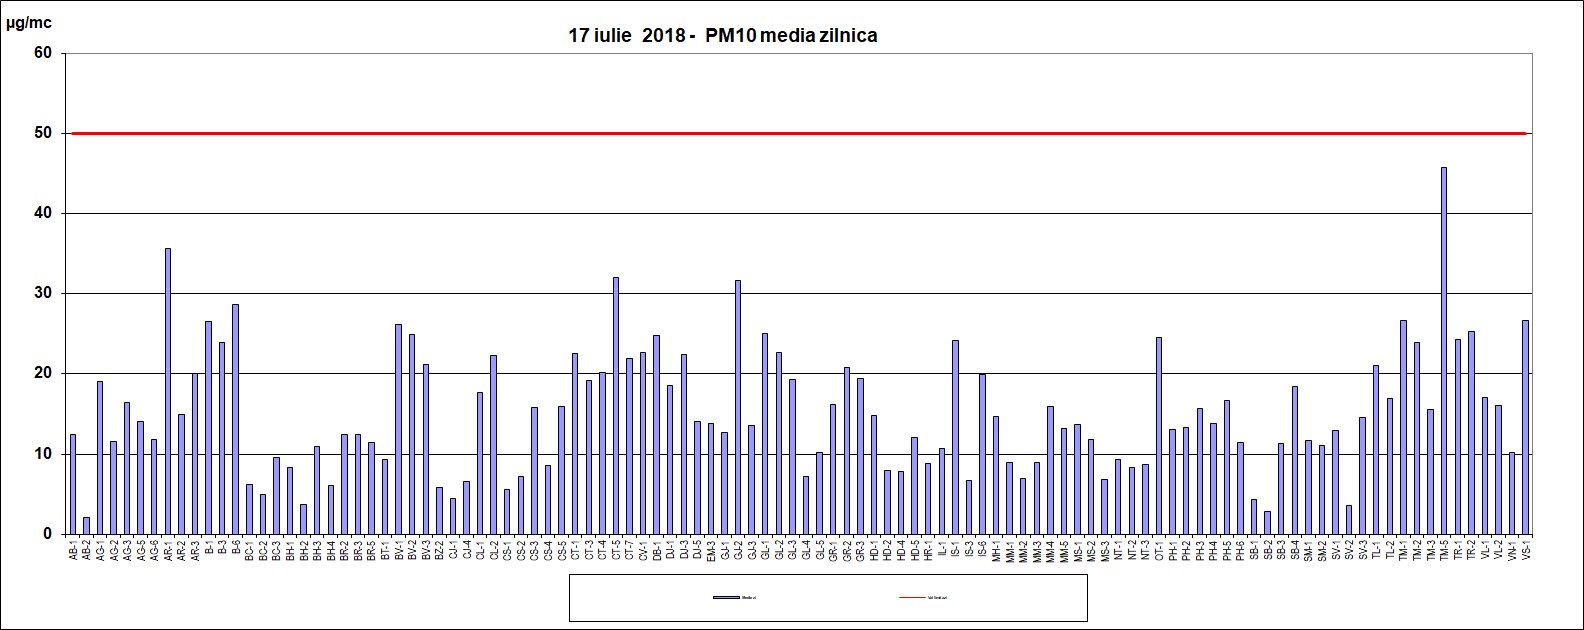 µg/mc
17 iulie 2018 - PM10 media zilnica
60
50
40
30
20
10
0
AB-1 AB-2 AG-1 AG-2 AG-3 AG-5 AG-6 AR-1 AR-2 AR-3 B-1 B-3 B-6 BC-1 BC-2 BC-3 BH-1 BH-2 BH-3 BH-4 BR-2 BR-3 BR-5 BT-1 BV-1 BV-2 BV-3 BZ-2 CJ-1 CJ-4 CL-1 CL-2 CS-1 CS-2 CS-3 CS-4 CS-5 CT-1 CT-3 CT-4 CT-5 CT-7 CV-1 DB-1 DJ-1 DJ-3 DJ-5 EM-3 GJ-1 GJ-2 GJ-3 GL-1 GL-2 GL-3 GL-4 GL-5 GR-1 GR-2 GR-3 HD-1 HD-2 HD-4 HD-5 HR-1 IL-1 IS-1 IS-3 IS-6 MH-1 MM-1 MM-2 MM-3 MM-4 MM-5 MS-1 MS-2 MS-3 NT-1 NT-2 NT-3 OT-1 PH-1 PH-2 PH-3 PH-4 PH-5 PH-6 SB-1 SB-2 SB-3 SB-4 SM-1 SM-2 SV-1 SV-2 SV-3 TL-1 TL-2 TM-1 TM-2 TM-3 TM-5 TR-1 TR-2 VL-1 VL-2 VN-1 VS-1